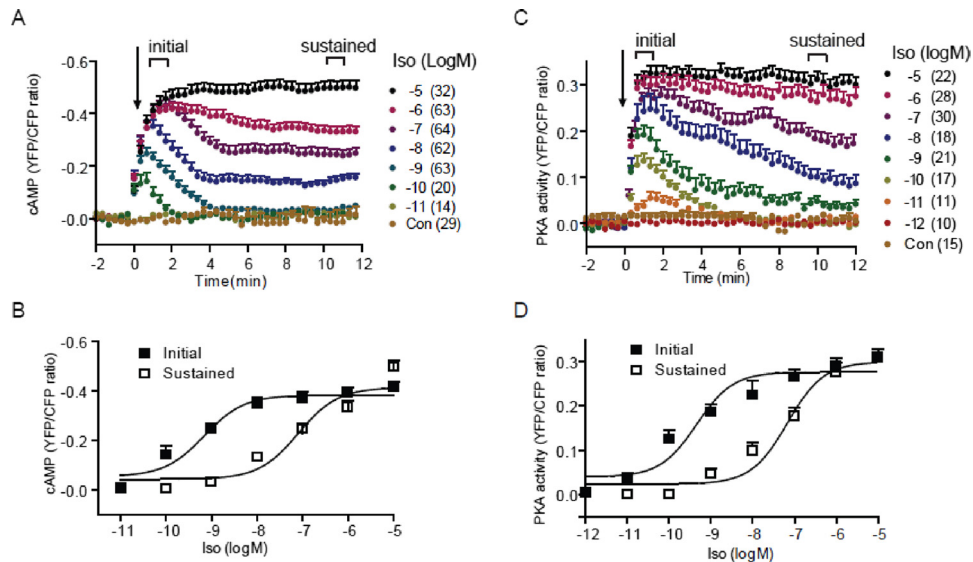 A
initial
sustained
Iso (LogM)
cAMP (YFP/CFP ratio)
-0.6
-0.4
-0.2
-0.0
-5 (32)
-6 (63)
-7 (64)
-8 (62)
-9 (63)
-10 (20)
-11 (14)
Con (29)
-2 0 2 4 6 8 10 12
Time(min)
C
initial
sustained
Iso (logM)
PKA activity (YFP/CFP ratio)
0.3
0.2
0.1
0.0
-5 (22)
-6 (28)
-7 (30)
-8 (18)
-9 (21)
-10 (17)
-11 (11)
-12 (10)
Con (15)
-2 0 2 4 6 8 10 12
Time (min)
B
Initial
Sustained
cAMP (YFP/CFP ratio)
-0.6
-0.4
-0.2
-0.0
-11 -10 -9 -8 -7 -6 -5
Iso (logM)
D
Initial
Sustained
PKA activity (YFP/CFP ratio)
0.3
0.2
0.1
0.0
-12 -11 -10 -9 -8 -7 -6 -5
Iso (logM)